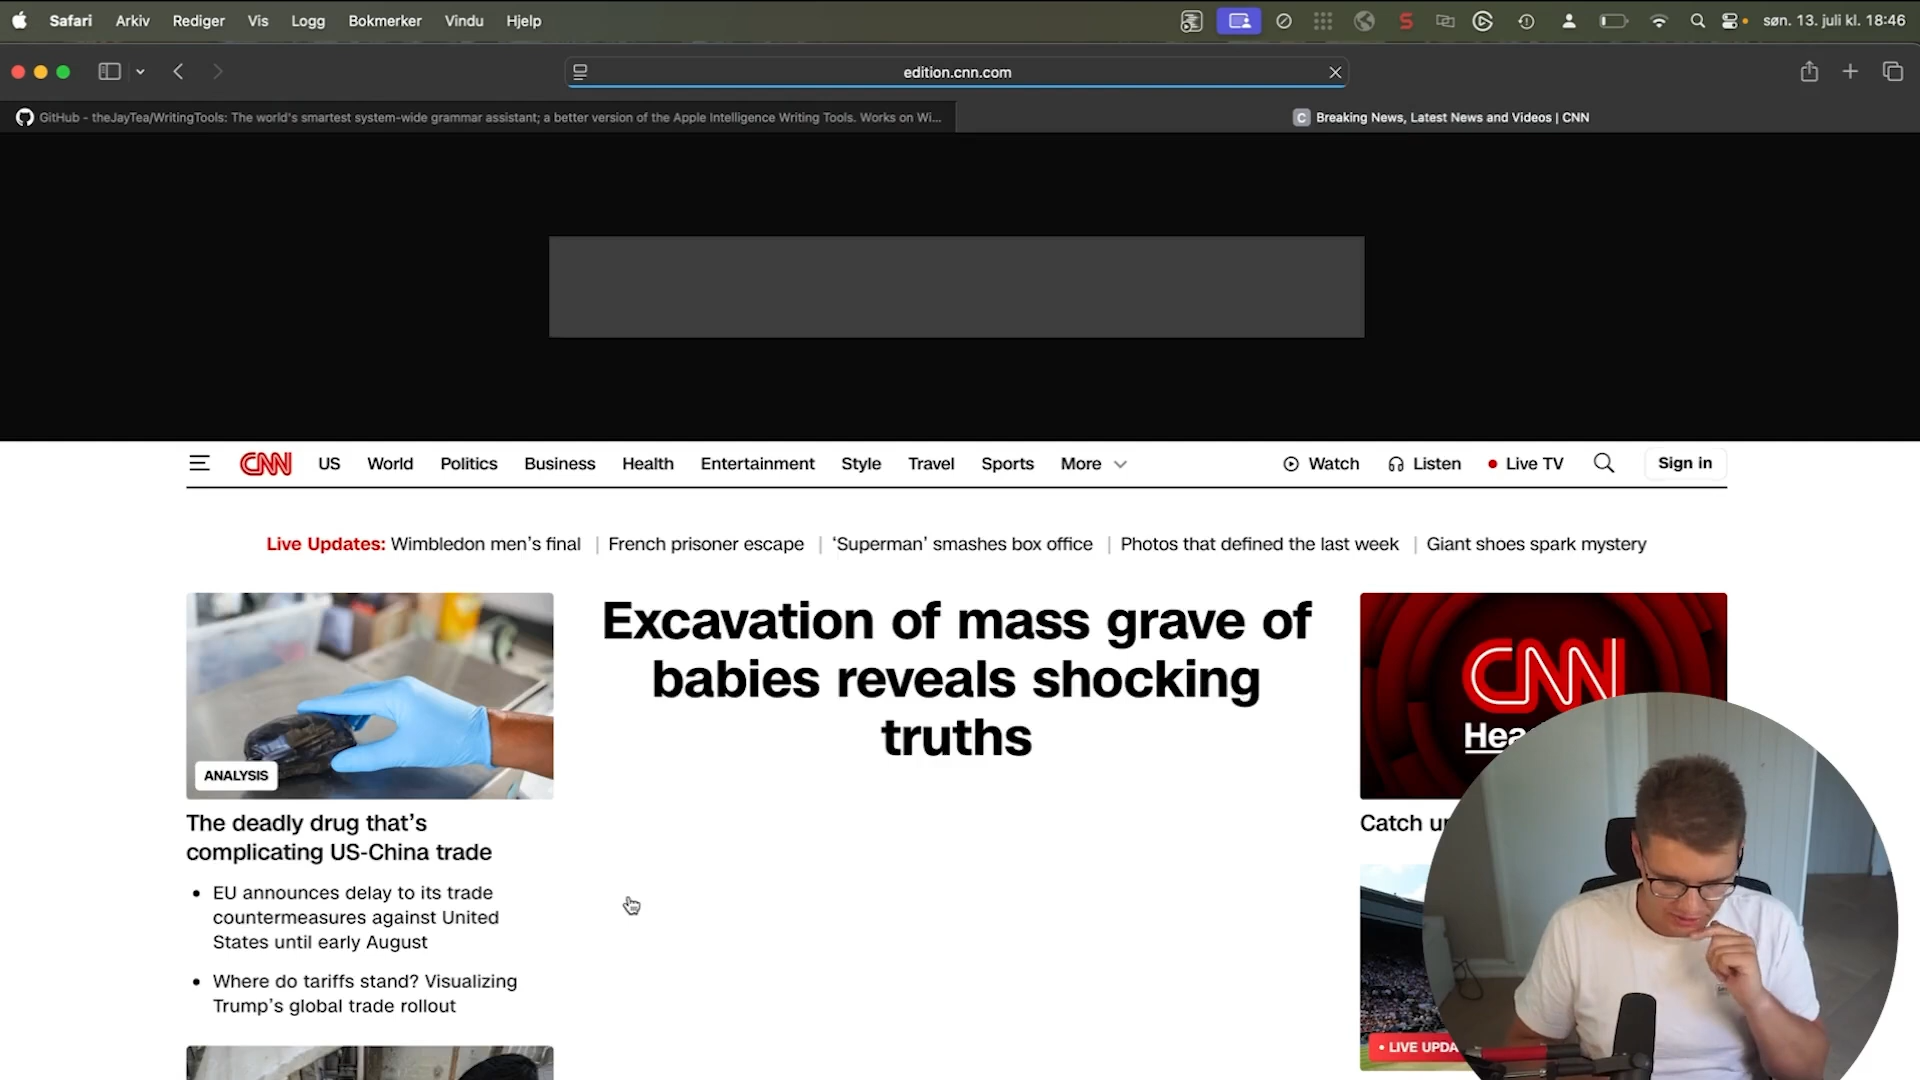 Safari Arkiv Rediger Vis Logg Bokmerker Vindu Hjelp
søn. 13. juli kl. 18:46
edition.cnn.com
GitHub - theJayTea/WritingTools: The world's smartest system-wide grammar assistant; a better version of the Apple Intelligence Writing Tools. Works on Wi...
C Breaking News, Latest News and Videos | CNN
CNN US World Politics Business Health Entertainment Style Travel Sports More Watch Listen Live TV Sign in
Live Updates: Wimbledon men’s final | French prisoner escape | ‘Superman’ smashes box office | Photos that defined the last week | Giant shoes spark mystery
ANALYSIS
The deadly drug that’s
complicating US-China trade
• EU announces delay to its trade
countermeasures against United
States until early August
• Where do tariffs stand? Visualizing
Trump’s global trade rollout
Excavation of mass grave of
babies reveals shocking
truths
CNN
Catch
• LIVE